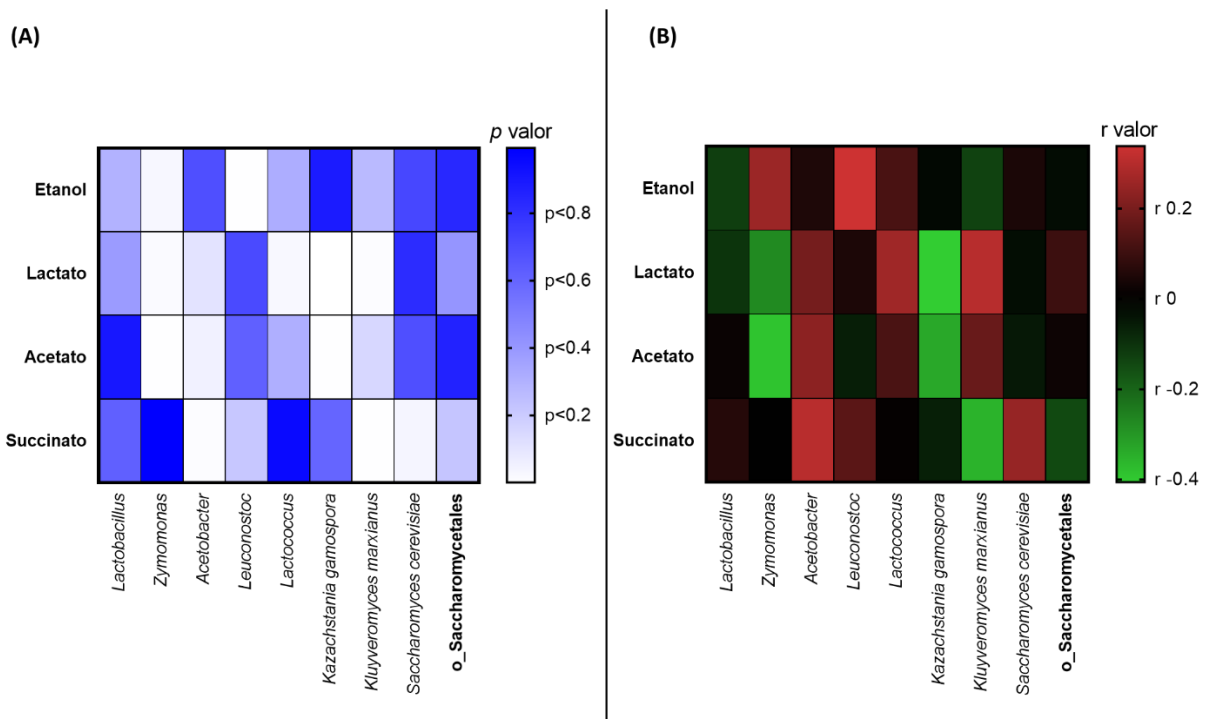 (A)
p valor
Etanol
Lactato
Acetato
Succinato
p<0.8
p<0.6
p<0.4
p<0.2
Lactobacillus
Zymomonas
Acetobacter
Leuconostoc
Lactococcus
Kazachstania gamospora
Kluyveromyces marxianus
Saccharomyces cerevisiae
o_Saccharomycetales
(B)
r valor
Etanol
Lactato
Acetato
Succinato
r 0.2
r 0
r -0.2
r -0.4
Lactobacillus
Zymomonas
Acetobacter
Leuconostoc
Lactococcus
Kazachstania gamospora
Kluyveromyces marxianus
Saccharomyces cerevisiae
o_Saccharomycetales